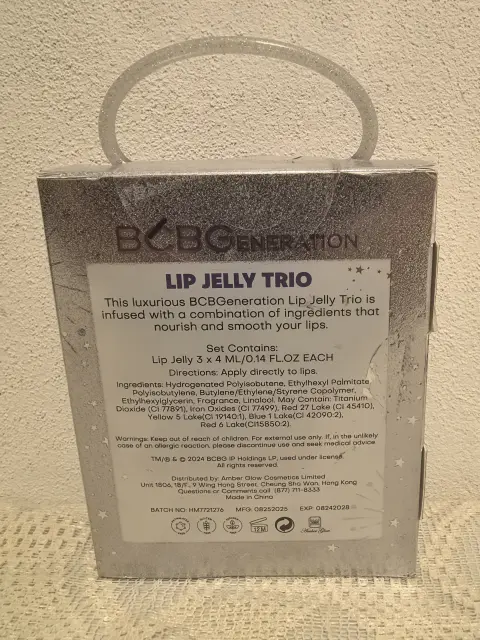 BCBGENERATION
LIP JELLY TRIO
This luxurious BCBGeneration Lip Jelly Trio is
infused with a combination of ingredients that
nourish and smooth your lips.
Set Contains:
Lip Jelly 3 x 4 ML/0.14 FL.OZ EACH
Directions: Apply directly to lips.
Ingredients: Hydrogenated Polyisobutene, Ethylhexyl Palmitate
Polyisobutylene, Butylene/Ethylene/Styrene Copolymer,
Ethylhexylglycerin, Fragrance, Linalool. May Contain: Titanium
Dioxide (CI 77891), Iron Oxides (CI 77499), Red 27 Lake (CI 45410),
Yellow 5 Lake(CI 19140:1), Blue 1 Lake(CI 42090:2),
Red 6 Lake(CI15850:2).
Warnings: Keep out of reach of children. For external use only. If, in the unlikely
case of an allergic reaction, please discontinue use and seek medical advice.
TM/® & © 2024 BCBG IP Holdings LP, used under license.
All rights reserved.
Distributed by: Amber Glow Cosmetics Limited
Unit 1806, 18/F., 9 Wing Hong Street, Cheung Sha Wan, Hong Kong
Questions or Comments call (877) 711-8333
Made in China
BATCH NO: HM7721276 MFG: 08252025 EXP: 08242028
12M
Amber Glow